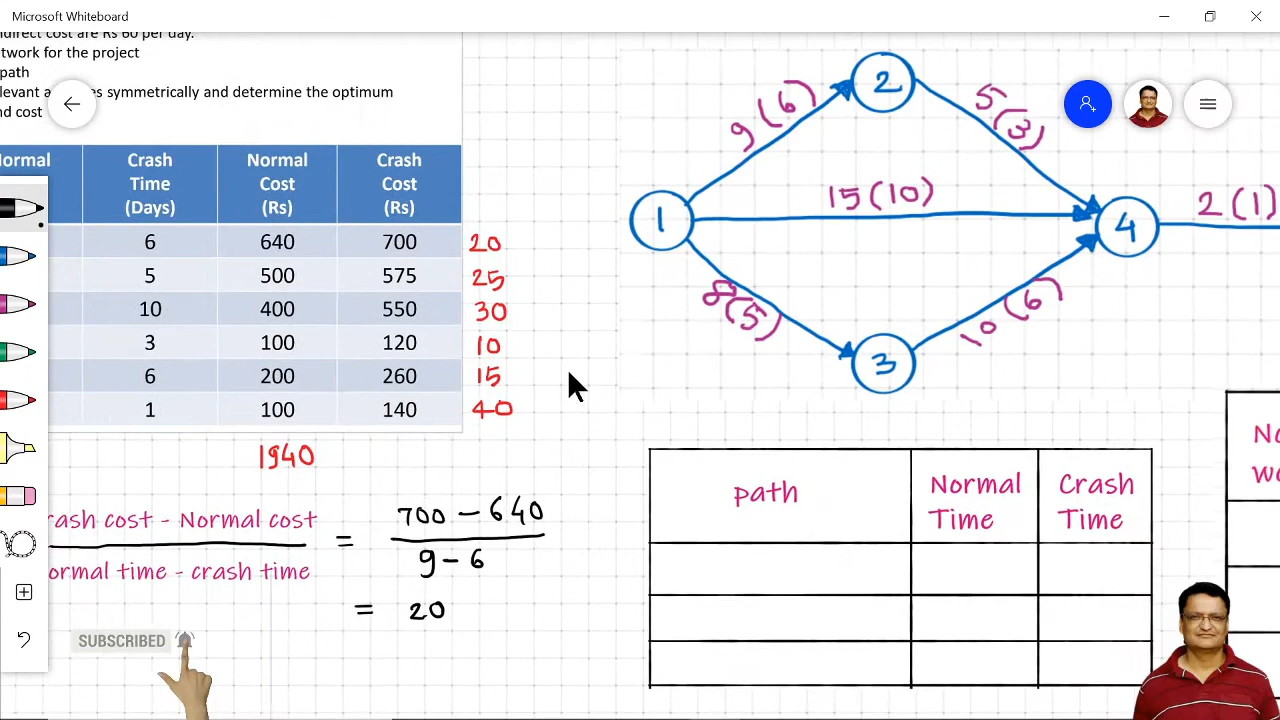 Microsoft Whiteboard
ndirect cost are Rs 60 per day.
twork for the project
path
s symmetrically and determine the optimum
nd cost
ormal
Crash Time (Days)
Normal Cost (Rs)
Crash Cost (Rs)
6 640 700 20
5 500 575 25
10 400 550 30
3 100 120 10
6 200 260 15
1 100 140 40
1940
rash cost - Normal cost
ormal time - crash time
= 700 - 640
9 - 6
= 20
SUBSCRIBED
2
9 (6)
5 (3)
15 (10)
1
4
2 (1)
8 (5)
10 (6)
3
path
Normal Time
Crash Time